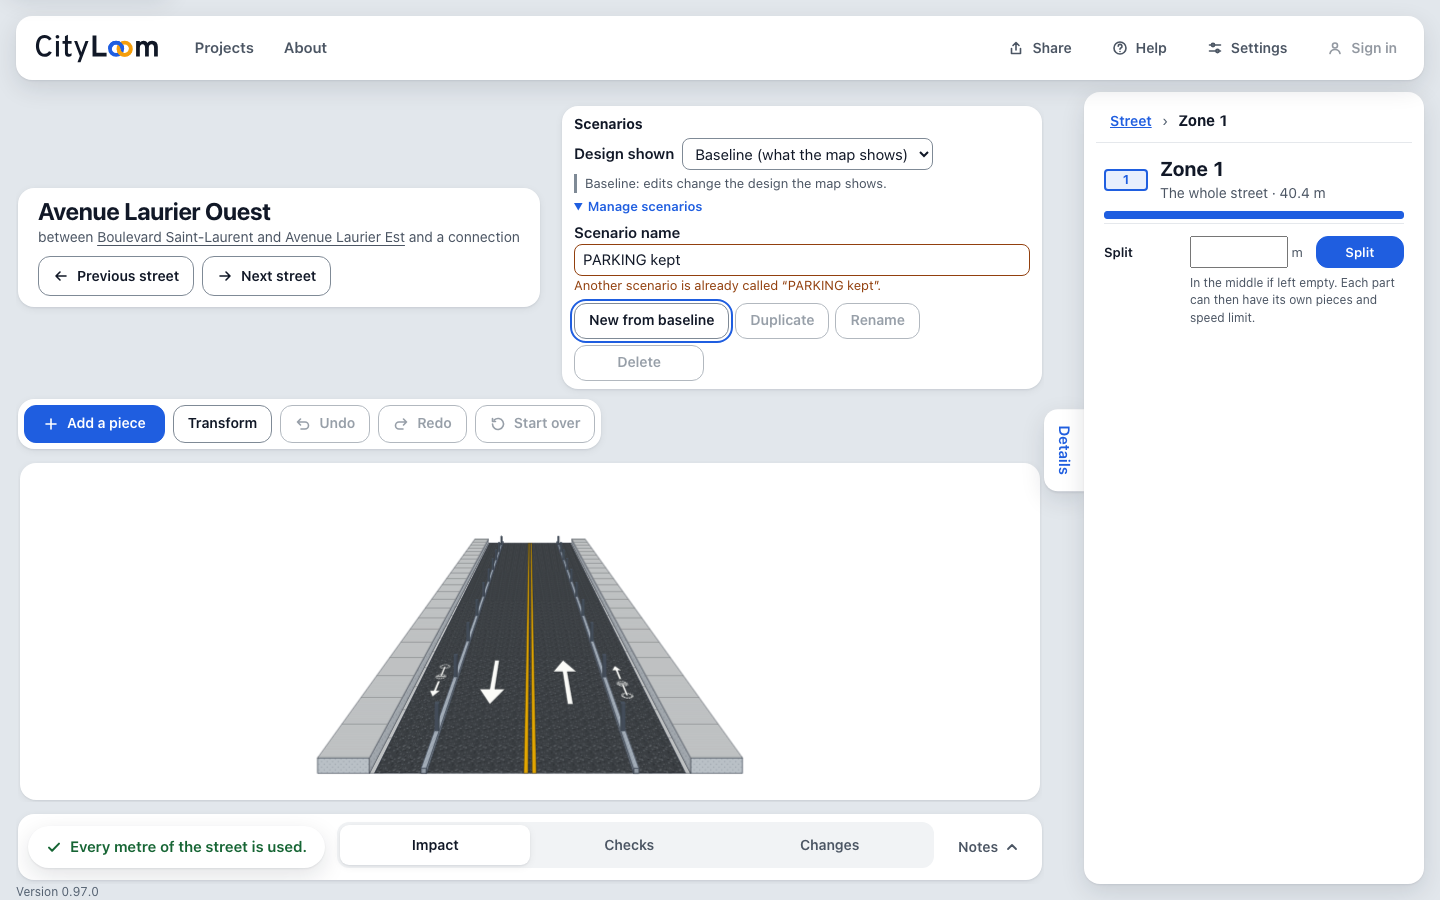 CityLoom
Projects
About
Share
Help
Settings
Sign in
Avenue Laurier Ouest
between Boulevard Saint-Laurent and Avenue Laurier Est and a connection
Previous street
Next street
Scenarios
Design shown
Baseline (what the map shows)
Baseline: edits change the design the map shows.
Manage scenarios
Scenario name
PARKING kept
Another scenario is already called “PARKING kept”.
New from baseline
Duplicate
Rename
Delete
Add a piece
Transform
Undo
Redo
Start over
Details
Street › Zone 1
1
Zone 1
The whole street · 40.4 m
Split
m
Split
In the middle if left empty. Each part
can then have its own pieces and
speed limit.
Every metre of the street is used.
Impact
Checks
Changes
Notes
Version 0.97.0